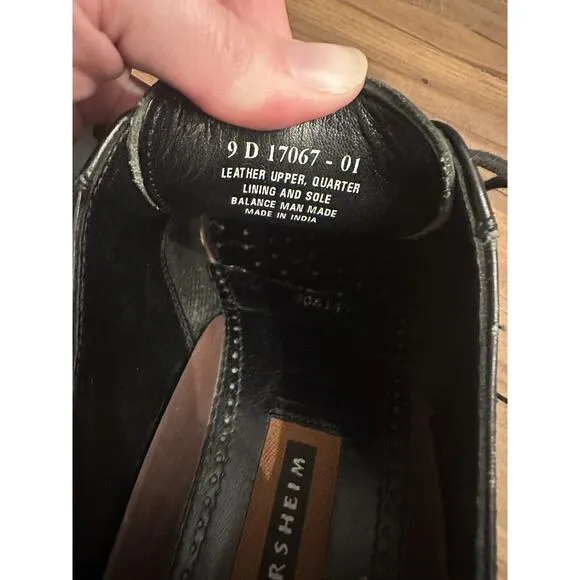 9 D 17067 - 01
LEATHER UPPER, QUARTER
LINING AND SOLE
BALANCE MAN MADE
MADE IN INDIA
RSHEIM